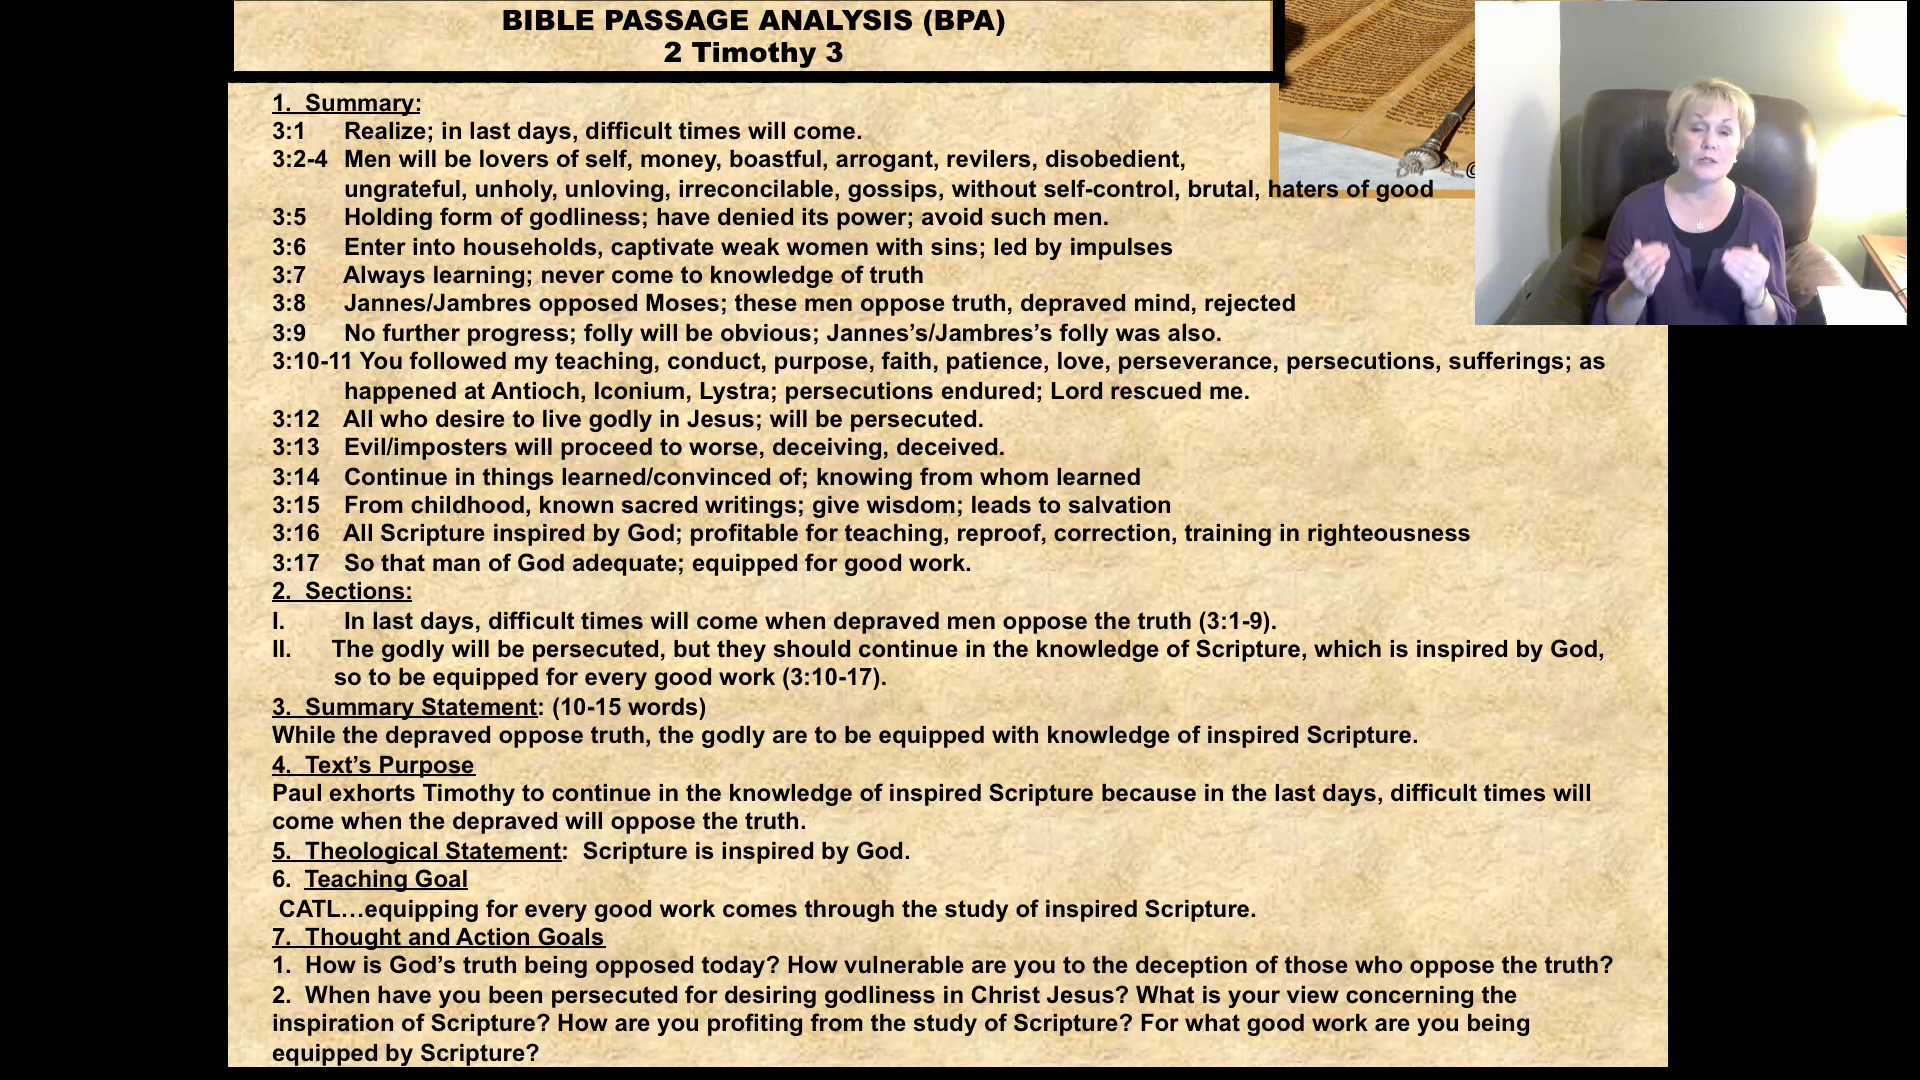 BIBLE PASSAGE ANALYSIS (BPA)
2 Timothy 3
1. Summary:
3:1 Realize; in last days, difficult times will come.
3:2-4 Men will be lovers of self, money, boastful, arrogant, revilers, disobedient,
ungrateful, unholy, unloving, irreconcilable, gossips, without self-control, brutal, haters of good
3:5 Holding form of godliness; have denied its power; avoid such men.
3:6 Enter into households, captivate weak women with sins; led by impulses
3:7 Always learning; never come to knowledge of truth
3:8 Jannes/Jambres opposed Moses; these men oppose truth, depraved mind, rejected
3:9 No further progress; folly will be obvious; Jannes’s/Jambres’s folly was also.
3:10-11 You followed my teaching, conduct, purpose, faith, patience, love, perseverance, persecutions, sufferings; as
happened at Antioch, Iconium, Lystra; persecutions endured; Lord rescued me.
3:12 All who desire to live godly in Jesus; will be persecuted.
3:13 Evil/imposters will proceed to worse, deceiving, deceived.
3:14 Continue in things learned/convinced of; knowing from whom learned
3:15 From childhood, known sacred writings; give wisdom; leads to salvation
3:16 All Scripture inspired by God; profitable for teaching, reproof, correction, training in righteousness
3:17 So that man of God adequate; equipped for good work.
2. Sections:
I. In last days, difficult times will come when depraved men oppose the truth (3:1-9).
II. The godly will be persecuted, but they should continue in the knowledge of Scripture, which is inspired by God,
so to be equipped for every good work (3:10-17).
3. Summary Statement: (10-15 words)
While the depraved oppose truth, the godly are to be equipped with knowledge of inspired Scripture.
4. Text’s Purpose
Paul exhorts Timothy to continue in the knowledge of inspired Scripture because in the last days, difficult times will
come when the depraved will oppose the truth.
5. Theological Statement: Scripture is inspired by God.
6. Teaching Goal
CATL…equipping for every good work comes through the study of inspired Scripture.
7. Thought and Action Goals
1. How is God’s truth being opposed today? How vulnerable are you to the deception of those who oppose the truth?
2. When have you been persecuted for desiring godliness in Christ Jesus? What is your view concerning the
inspiration of Scripture? How are you profiting from the study of Scripture? For what good work are you being
equipped by Scripture?